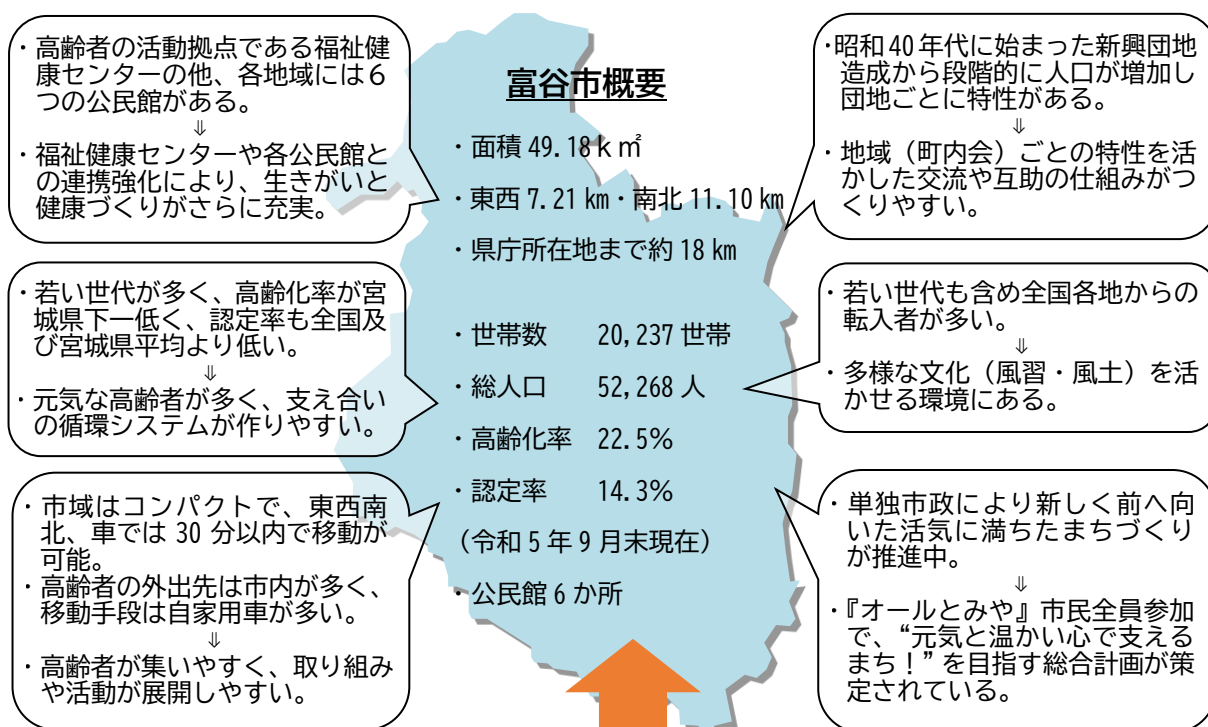 富谷市概要
・面積 49.18ｋ㎡
・東西 7.21 ㎞・南北 11.10 ㎞
・県庁所在地まで約 18 ㎞
・世帯数 20,237 世帯
・総人口 52,268 人
・高齢化率 22.5%
・認定率 14.3%
（令和５年９月末現在）
・公民館 6 か所
・高齢者の活動拠点である福祉健
康センターの他、各地域には６
つの公民館がある。
⇓
・福祉健康センターや各公民館と
の連携強化により、生きがいと
健康づくりがさらに充実。
・若い世代が多く、高齢化率が宮
城県下一低く、認定率も全国及
び宮城県平均より低い。
⇓
・元気な高齢者が多く、支え合い
の循環システムが作りやすい。
・市域はコンパクトで、東西南
北、車では 30 分以内で移動が
可能。
・高齢者の外出先は市内が多く、
移動手段は自家用車が多い。
⇓
・高齢者が集いやすく、取り組み
や活動が展開しやすい。
・昭和 40 年代に始まった新興団地
造成から段階的に人口が増加し
団地ごとに特性がある。
⇓
・地域（町内会）ごとの特性を活
かした交流や互助の仕組みがつ
くりやすい。
・若い世代も含め全国各地からの
転入者が多い。
⇓
・多様な文化（風習・風土）を活
かせる環境にある。
・単独市政により新しく前へ向
いた活気に満ちたまちづくり
が推進中。
⇓
・『オールとみや』市民全員参加
で、“元気と温かい心で支える
まち！”を目指す総合計画が策
定されている。